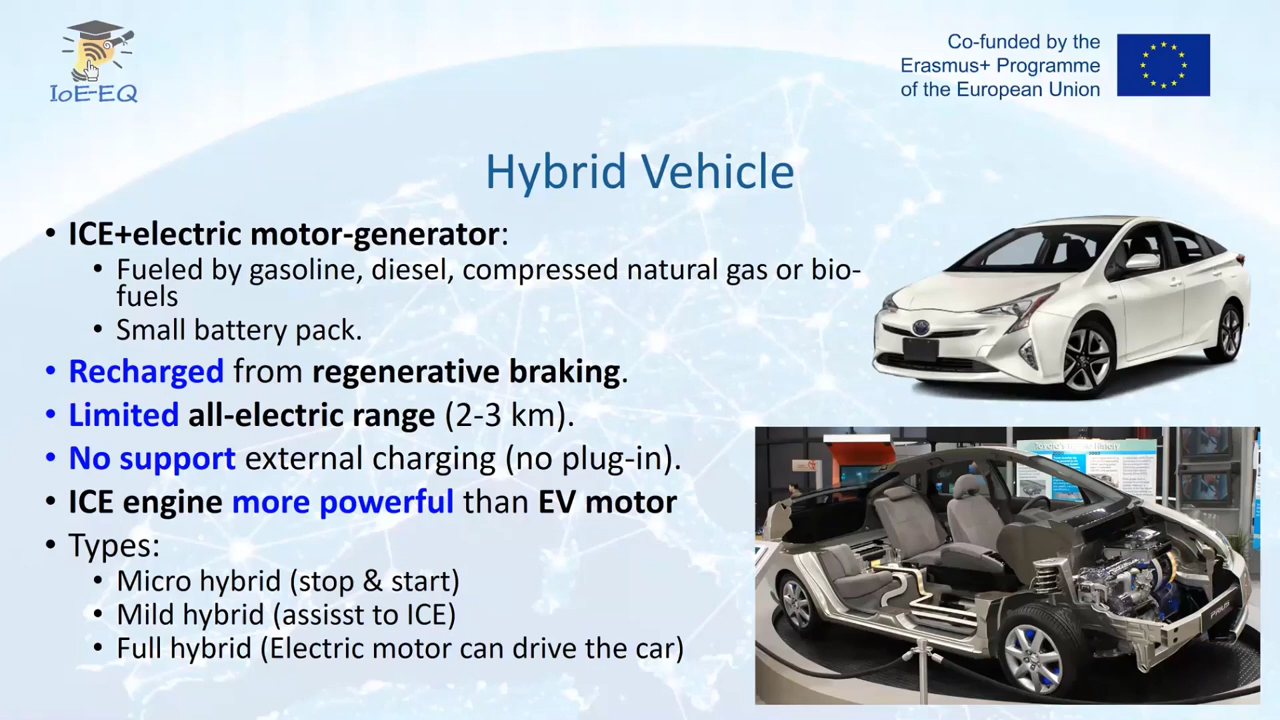 IoE-EQ
Co-funded by the
Erasmus+ Programme
of the European Union
Hybrid Vehicle
• ICE+electric motor-generator:
• Fueled by gasoline, diesel, compressed natural gas or bio-
fuels
• Small battery pack.
• Recharged from regenerative braking.
• Limited all-electric range (2-3 km).
• No support external charging (no plug-in).
• ICE engine more powerful than EV motor
• Types:
• Micro hybrid (stop & start)
• Mild hybrid (assisst to ICE)
• Full hybrid (Electric motor can drive the car)
PRIUS